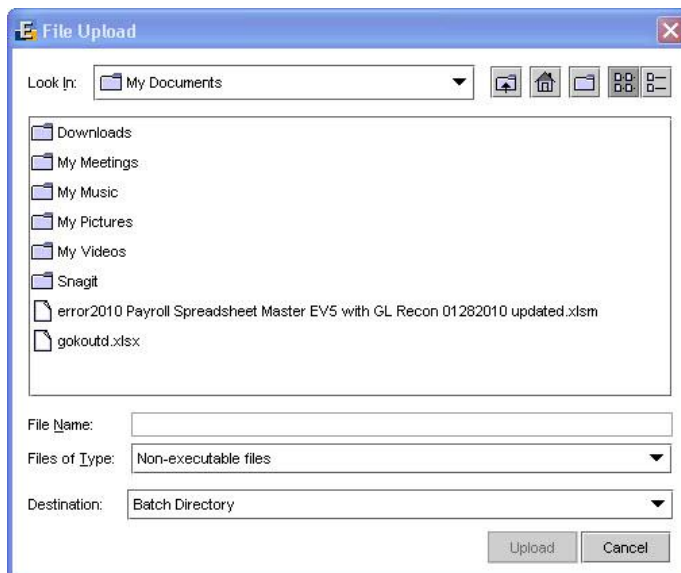 File Upload
Look In: My Documents
Downloads
My Meetings
My Music
My Pictures
My Videos
Snagit
error2010 Payroll Spreadsheet Master EV5 with GL Recon 01282010 updated.xlsm
gokoutd.xlsx
File Name:
Files of Type: Non-executable files
Destination: Batch Directory
Upload Cancel